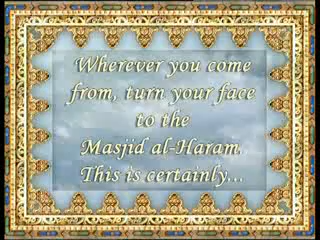 Wherever you come
from, turn your face
to the
Masjid al-Haram.
This is certainly...